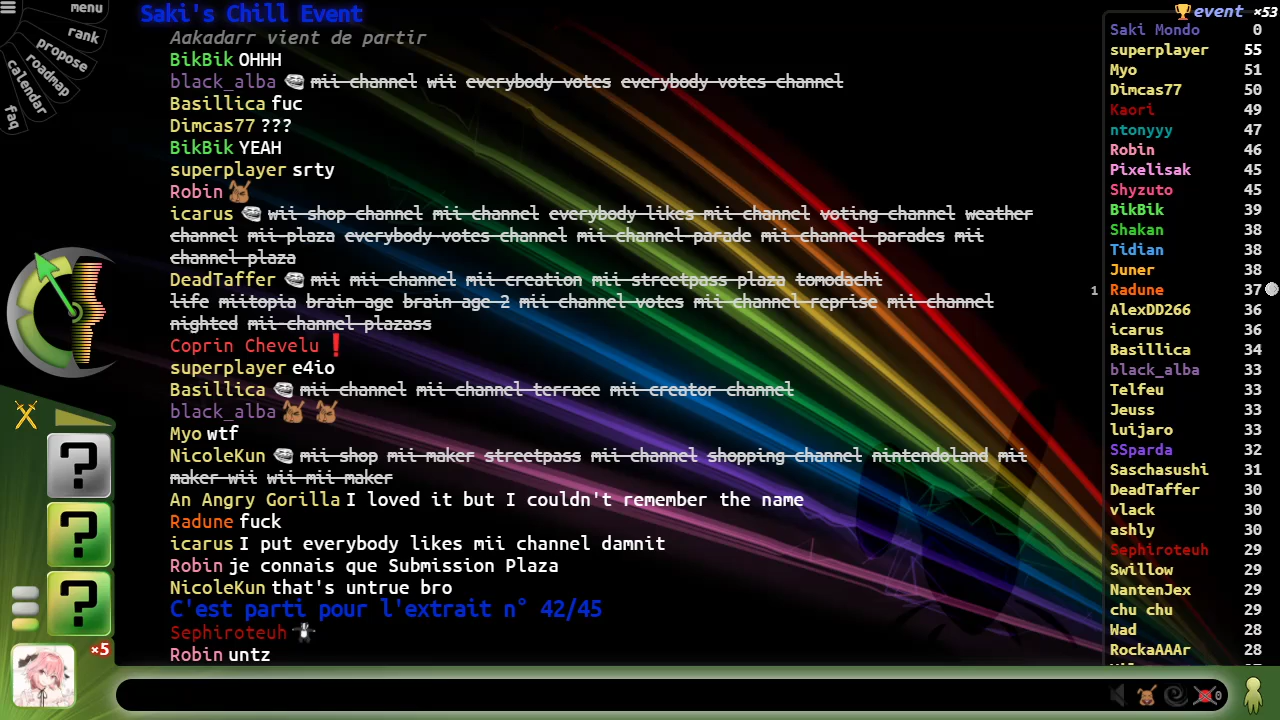 menu
rank
propose
roadmap
calendar
faq
Saki's Chill Event
Aakadarr vient de partir
BikBik OHHH
black_alba mii channel wii everybody votes everybody votes channel
Basillica fuc
Dimcas77 ???
BikBik YEAH
superplayer srty
Robin
icarus wii shop channel mii channel everybody likes mii channel voting channel weather
channel mii plaza everybody votes channel mii channel parade mii channel parades mii
channel plaza
DeadTaffer mii mii channel mii creation mii streetpass plaza tomodachi
life miitopia brain age brain age 2 mii channel votes mii channel reprise mii channel
nighted mii channel plazass
Coprin Chevelu
superplayer e4io
Basillica mii channel mii channel terrace mii creator channel
black_alba
Myo wtf
NicoleKun mii shop mii maker streetpass mii channel shopping channel nintendoland mii
maker wii wii mii maker
An Angry Gorilla I loved it but I couldn't remember the name
Radune fuck
icarus I put everybody likes mii channel damnit
Robin je connais que Submission Plaza
NicoleKun that's untrue bro
C'est parti pour l'extrait n° 42/45
Sephiroteuh
Robin untz
×5
event ×53
Saki Mondo 0
superplayer 55
Myo 51
Dimcas77 50
Kaori 49
ntonyyy 47
Robin 46
Pixelisak 45
Shyzuto 45
BikBik 39
Shakan 38
Tidian 38
Juner 38
1 Radune 37
AlexDD266 36
icarus 36
Basillica 34
black_alba 33
Telfeu 33
Jeuss 33
luijaro 33
SSparda 32
Saschasushi 31
DeadTaffer 30
vlack 30
ashly 30
Sephiroteuh 29
Swillow 29
NantenJex 29
chu chu 29
Wad 28
RockaAAAr 28
0